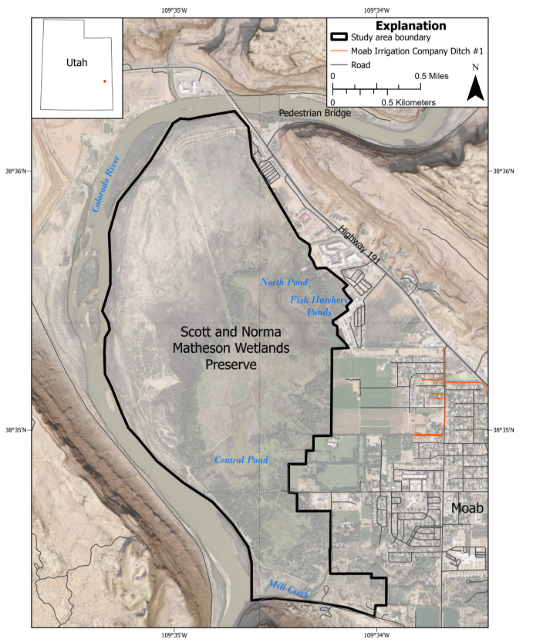 109°35'W
109°34'W
Utah
Explanation
Study area boundary
Moab Irrigation Company Ditch #1
Road
0
0.5 Miles
0
0.5 Kilometers
N
Pedestrian Bridge
38°36'N
38°36'N
Colorado River
Highway 191
North Pond
Fish Hatchery
Ponds
Scott and Norma
Matheson Wetlands
Preserve
38°35'N
38°35'N
Central Pond
Moab
Mill Creek
109°35'W
109°34'W